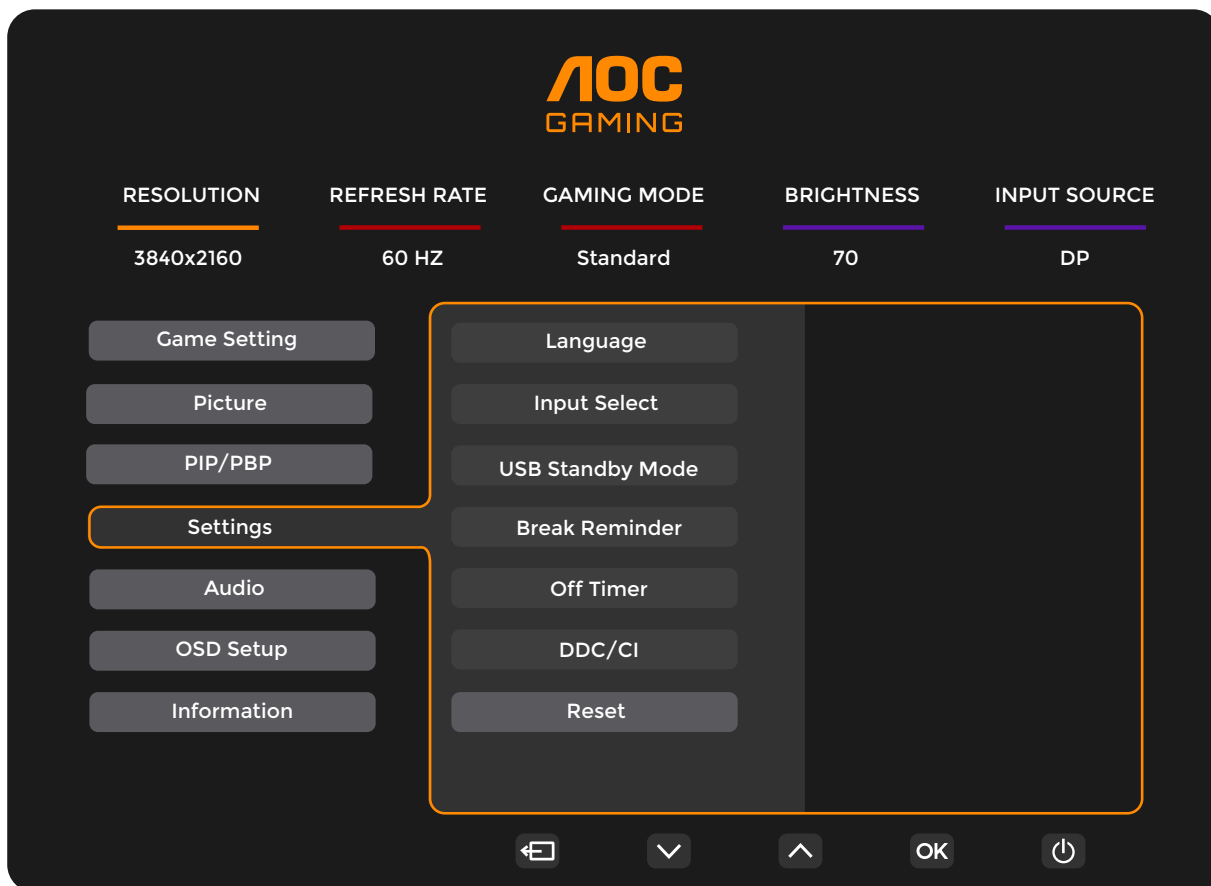 AOC
GAMING
RESOLUTION REFRESH RATE GAMING MODE BRIGHTNESS INPUT SOURCE
3840x2160 60 HZ Standard 70 DP
Game Setting Language
Picture Input Select
PIP/PBP USB Standby Mode
Settings Break Reminder
Audio Off Timer
OSD Setup DDC/CI
Information Reset
OK